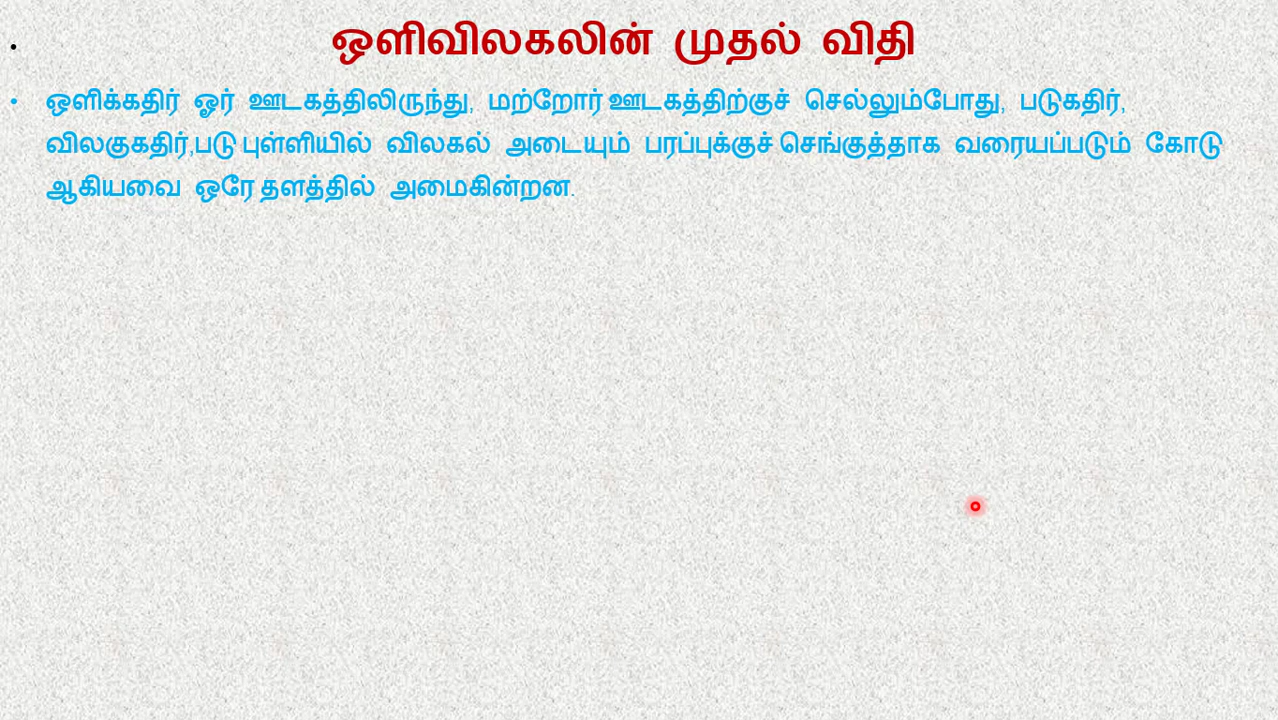 • ஒளிவிலகலின் முதல் விதி
• ஒளிக்கதிர் ஓர் ஊடகத்திலிருந்து, மற்றோர் ஊடகத்திற்குச் செல்லும்போது, படுகதிர்,
விலகுகதிர்,படு புள்ளியில் விலகல் அடையும் பரப்புக்குச் செங்குத்தாக வரையப்படும் கோடு
ஆகியவை ஒரே தளத்தில் அமைகின்றன.